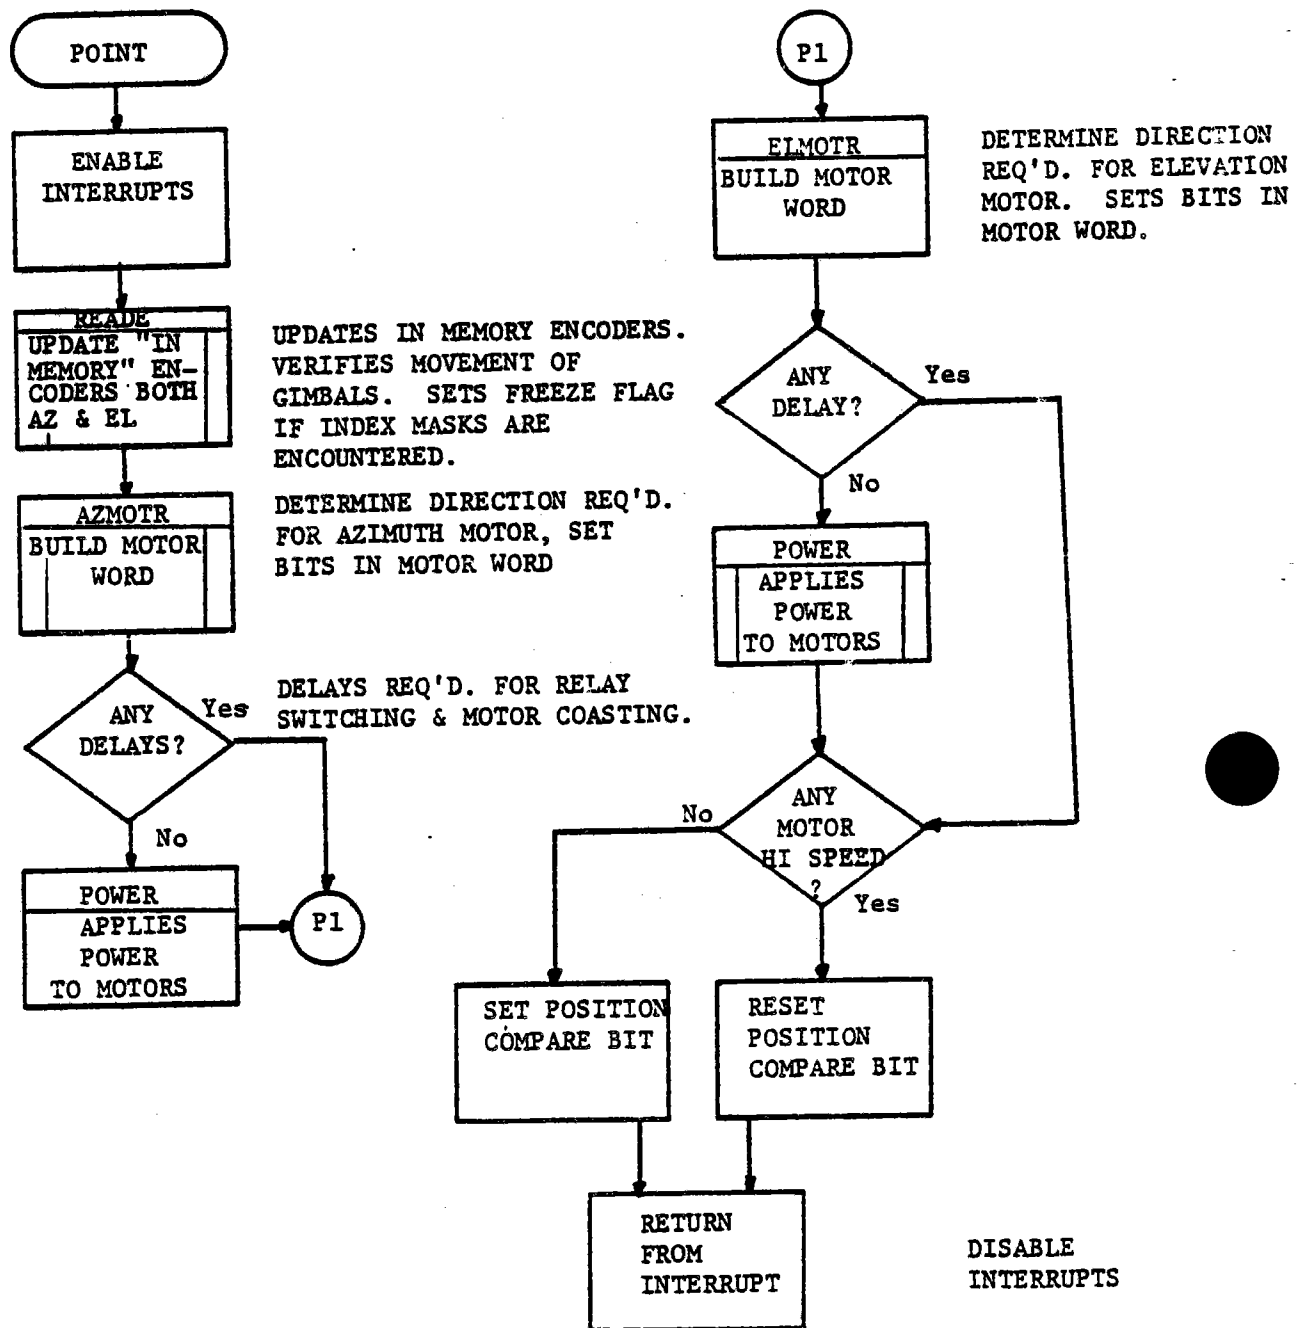 POINT
ENABLE
INTERRUPTS
READE
UPDATE "IN
MEMORY" EN-
CODERS BOTH
AZ & EL
UPDATES IN MEMORY ENCODERS.
VERIFIES MOVEMENT OF
GIMBALS. SETS FREEZE FLAG
IF INDEX MASKS ARE
ENCOUNTERED.
AZMOTR
BUILD MOTOR
WORD
DETERMINE DIRECTION REQ'D.
FOR AZIMUTH MOTOR, SET
BITS IN MOTOR WORD
ANY
DELAYS?
Yes
DELAYS REQ'D. FOR RELAY
SWITCHING & MOTOR COASTING.
No
POWER
APPLIES
POWER
TO MOTORS
P1
P1
ELMOTR
BUILD MOTOR
WORD
DETERMINE DIRECTION
REQ'D. FOR ELEVATION
MOTOR. SETS BITS IN
MOTOR WORD.
ANY
DELAY?
Yes
No
POWER
APPLIES
POWER
TO MOTORS
ANY
MOTOR
HI SPEED
?
No
Yes
SET POSITION
COMPARE BIT
RESET
POSITION
COMPARE BIT
RETURN
FROM
INTERRUPT
DISABLE
INTERRUPTS